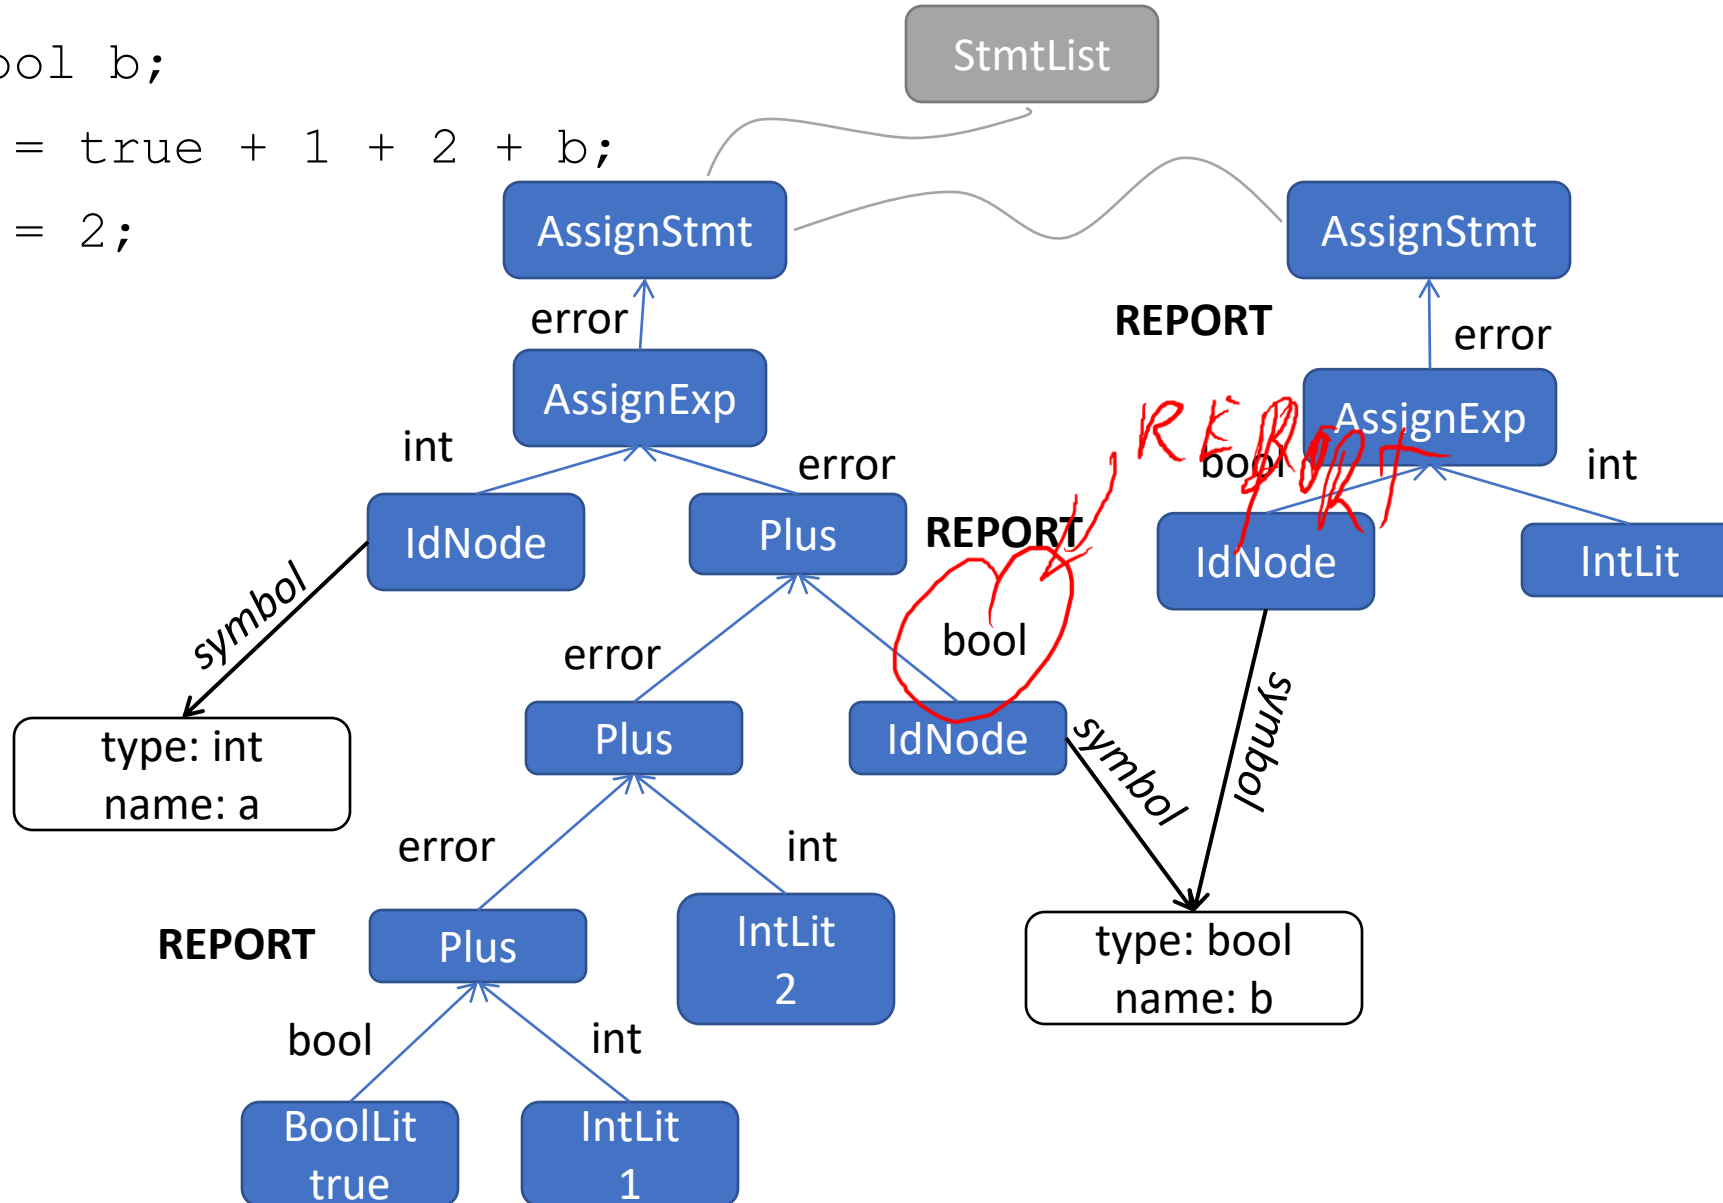 ool b;
= true + 1 + 2 + b;
= 2;
StmtList
AssignStmt
AssignStmt
error
REPORT
error
AssignExp
AssignExp
REPORT
int
error
bool
int
IdNode
Plus
REPORT
IdNode
IntLit
symbol
error
bool
symbol
type: int
name: a
Plus
IdNode
symbol
error
int
REPORT
Plus
IntLit
2
type: bool
name: b
bool
int
BoolLit
true
IntLit
1